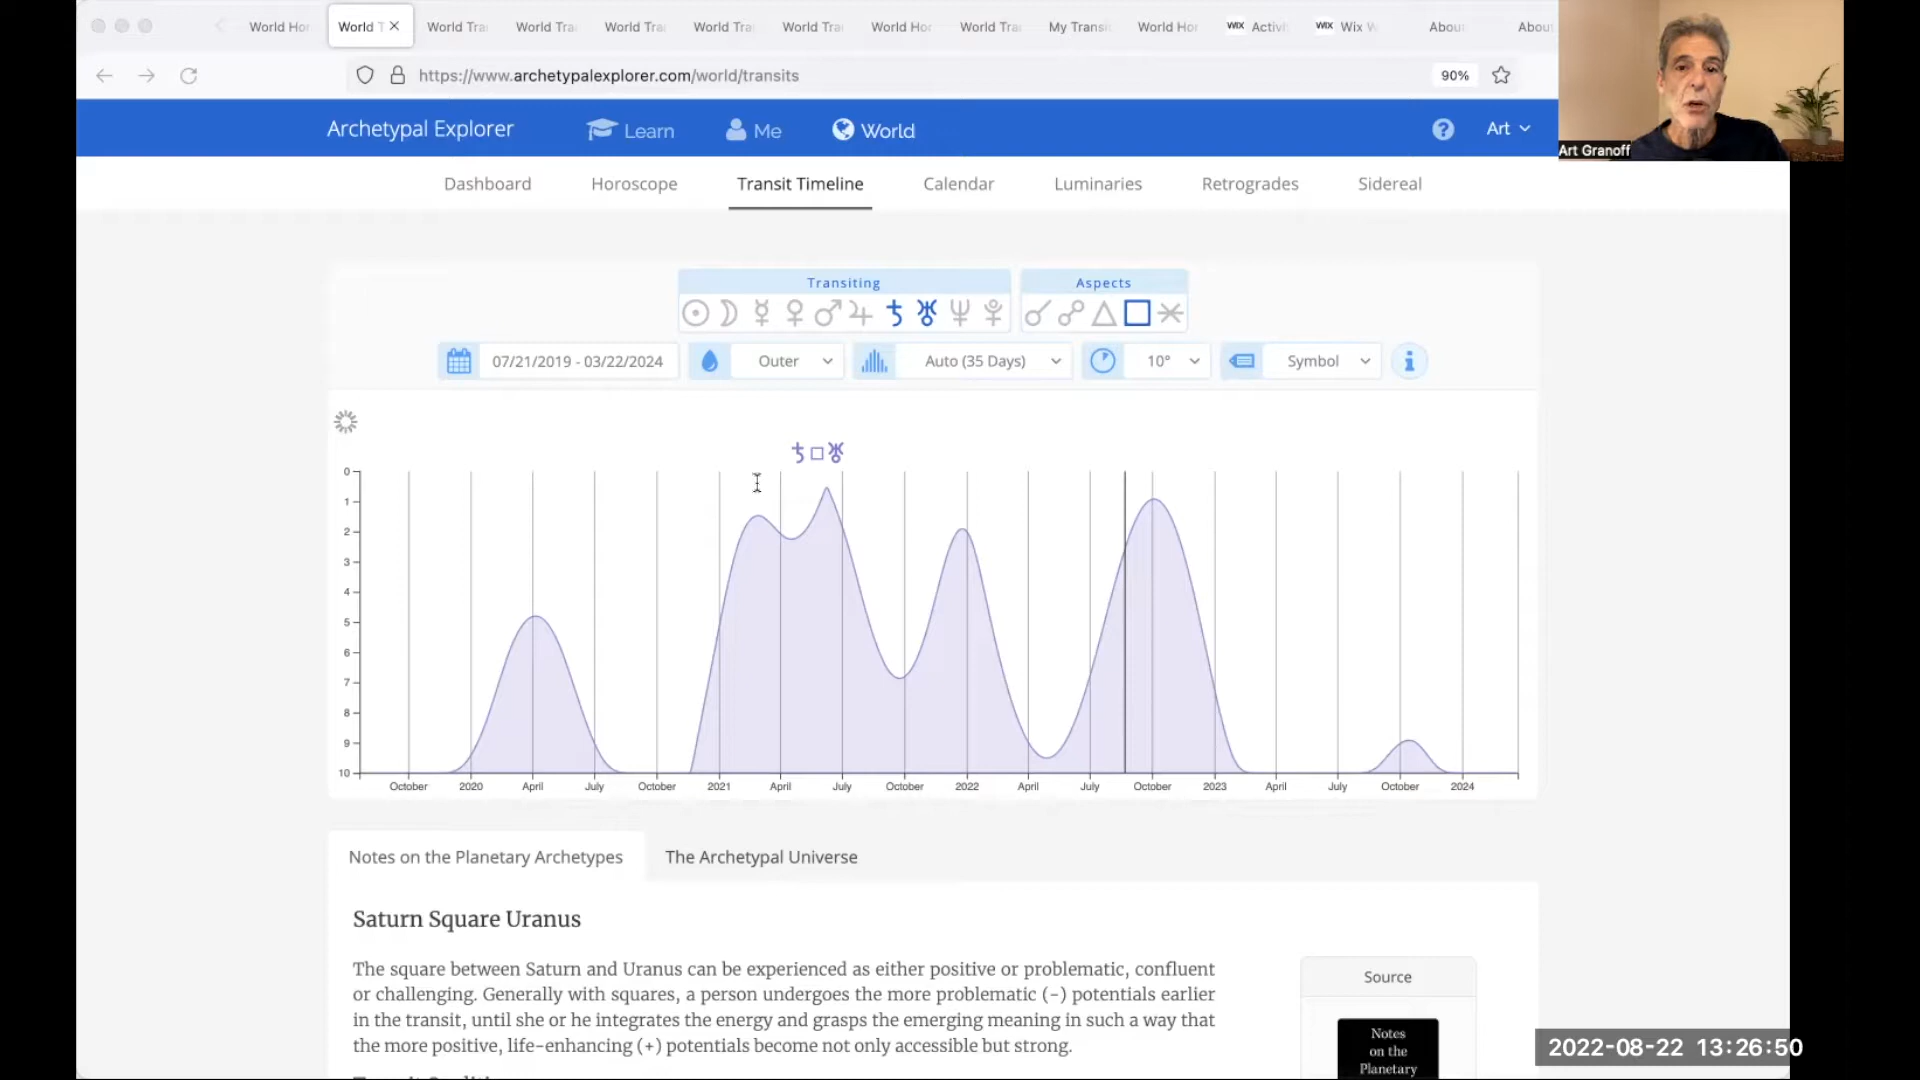 World Hor
World T
World Tra
World Tra
World Tra
World Tra
World Tra
World Hor
World Tra
My Transi
World Hor
WIX Activi
WIX Wix W
About
About
https://www.archetypalexplorer.com/world/transits
90%
Art Granoff
Archetypal Explorer
Learn
Me
World
?
Art
Dashboard
Horoscope
Transit Timeline
Calendar
Luminaries
Retrogrades
Sidereal
Transiting
Aspects
☉ ☽ ☿ ♀ ♂ ♃ ♄ ♅ ♆ ♇
☌ ☍ △ □ ⚹
07/21/2019 - 03/22/2024
Outer
Auto (35 Days)
10°
Symbol
i
♄□♅
0
1
2
3
4
5
6
7
8
9
10
October 2020 April July October 2021 April July October 2022 April July October 2023 April July October 2024
Notes on the Planetary Archetypes
The Archetypal Universe
Saturn Square Uranus
The square between Saturn and Uranus can be experienced as either positive or problematic, confluent
or challenging. Generally with squares, a person undergoes the more problematic (-) potentials earlier
in the transit, until she or he integrates the energy and grasps the emerging meaning in such a way that
the more positive, life-enhancing (+) potentials become not only accessible but strong.
Source
Notes
on the
Planetary
2022-08-22 13:26:50